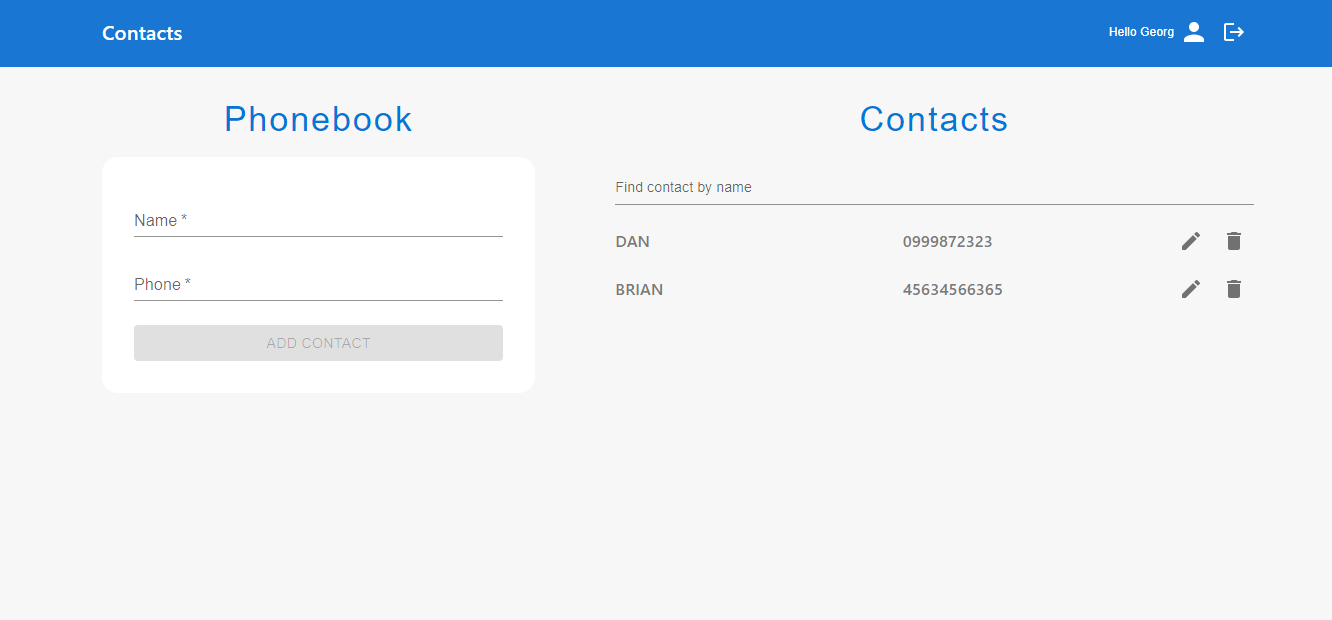 Contacts
Hello Georg
Phonebook
Name *
Phone *
ADD CONTACT
Contacts
Find contact by name
DAN 0999872323
BRIAN 45634566365